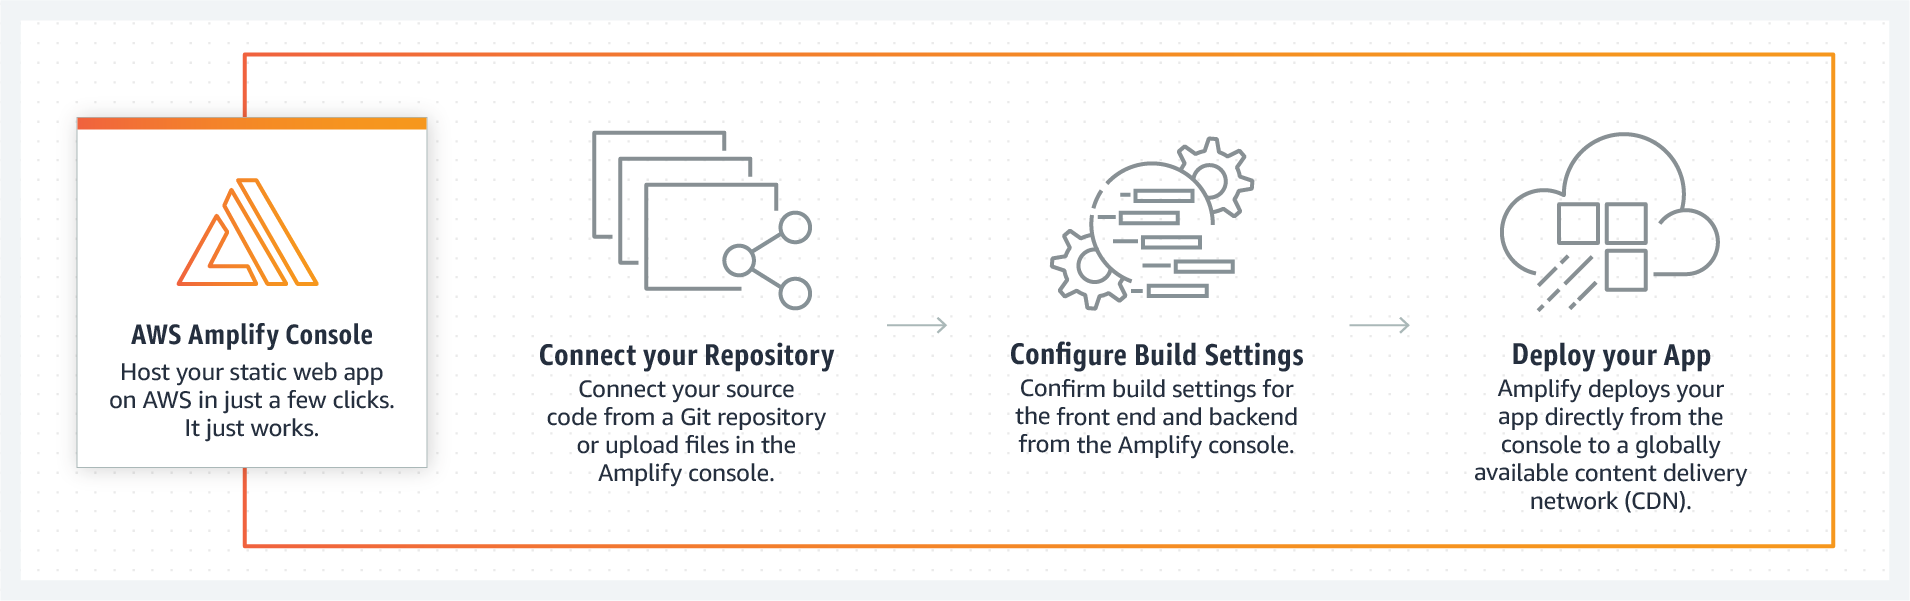 AWS Amplify Console
Host your static web app
on AWS in just a few clicks.
It just works.
Connect your Repository
Connect your source
code from a Git repository
or upload files in the
Amplify console.
Configure Build Settings
Confirm build settings for
the front end and backend
from the Amplify console.
Deploy your App
Amplify deploys your
app directly from the
console to a globally
available content delivery
network (CDN).